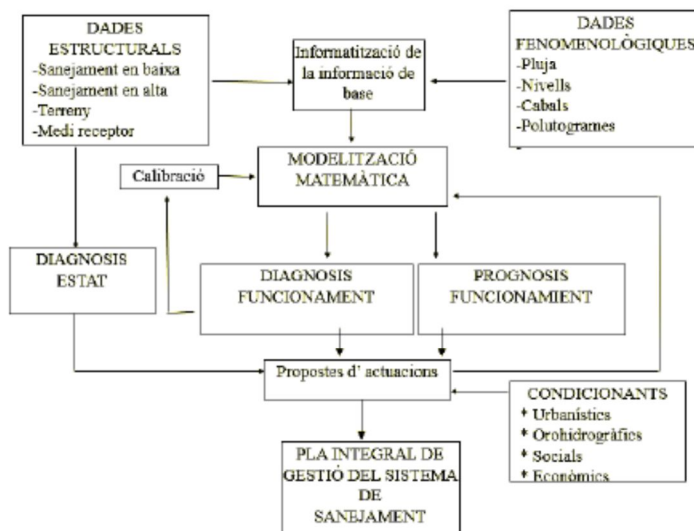 DADES
ESTRUCTURALS
-Sanejament en baixa
-Sanejament en alta
-Terreny
-Medi receptor
Informatització de
la informació de
base
DADES
FENOMENOLÒGIQUES
-Pluja
-Nivells
-Cabals
-Polutogrames
-
Calibració
MODELITZACIÓ
MATEMÀTICA
DIAGNOSIS
ESTAT
DIAGNOSIS
FUNCIONAMENT
PROGNOSIS
FUNCIONAMIENT
Propostes d’ actuacions
CONDICIONANTS
* Urbanístics
* Orohidrogràfics
* Socials
* Econòmics
PLA INTEGRAL DE
GESTIÓ DEL SISTEMA
DE
SANEJAMENT